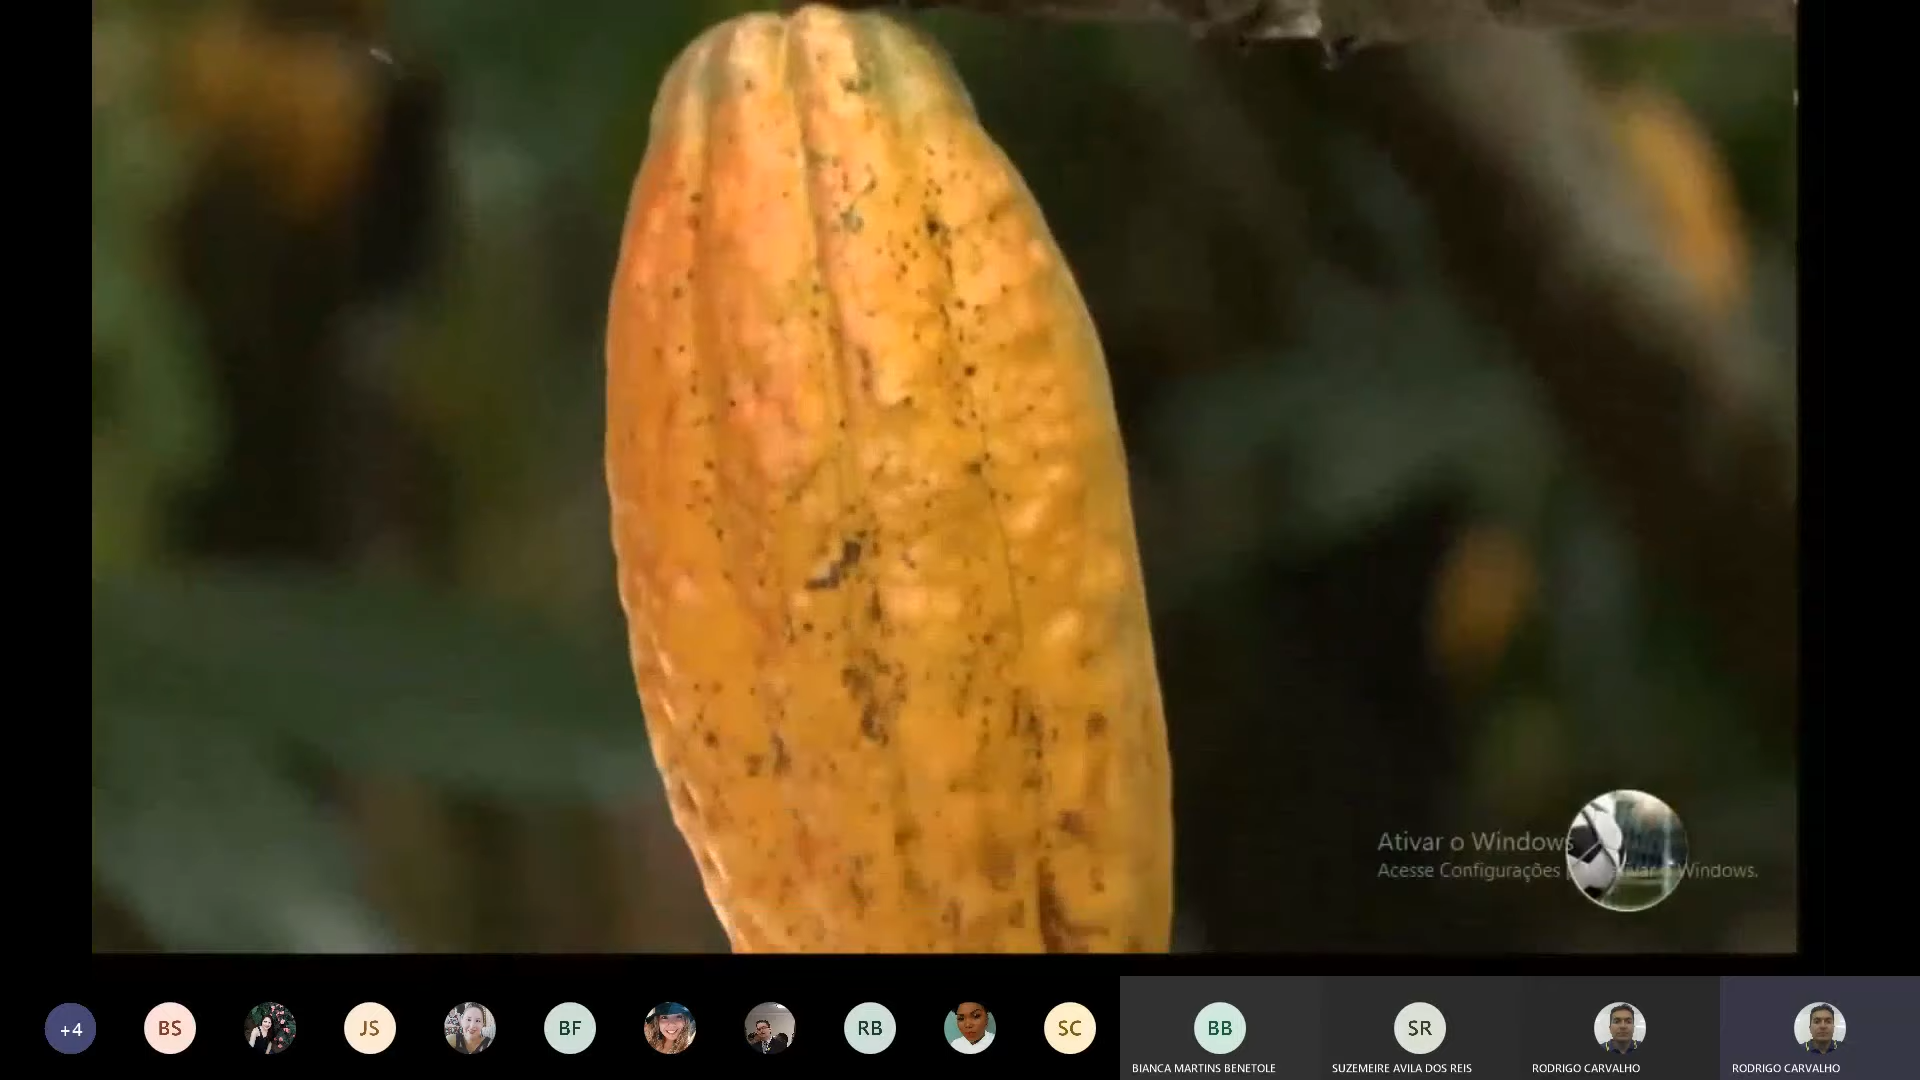 Ativar o Windows
Acesse Configurações
Windows.
+4
BS
JS
BF
RB
SC
BB
SR
BIANCA MARTINS BENETOLE
SUZEMEIRE AVILA DOS REIS
RODRIGO CARVALHO
RODRIGO CARVALHO